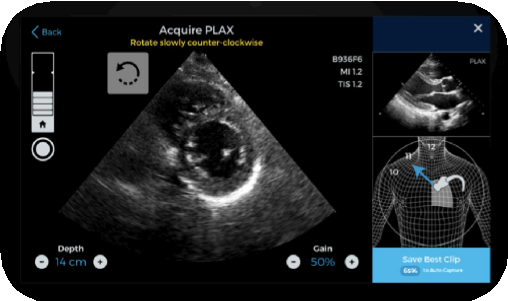 Back
Acquire PLAX
Rotate slowly counter-clockwise
B936F6
MI 1.2
TIS 1.2
Depth
14 cm
Gain
50%
PLAX
12
11
10
Save Best Clip
65% to Auto-Capture